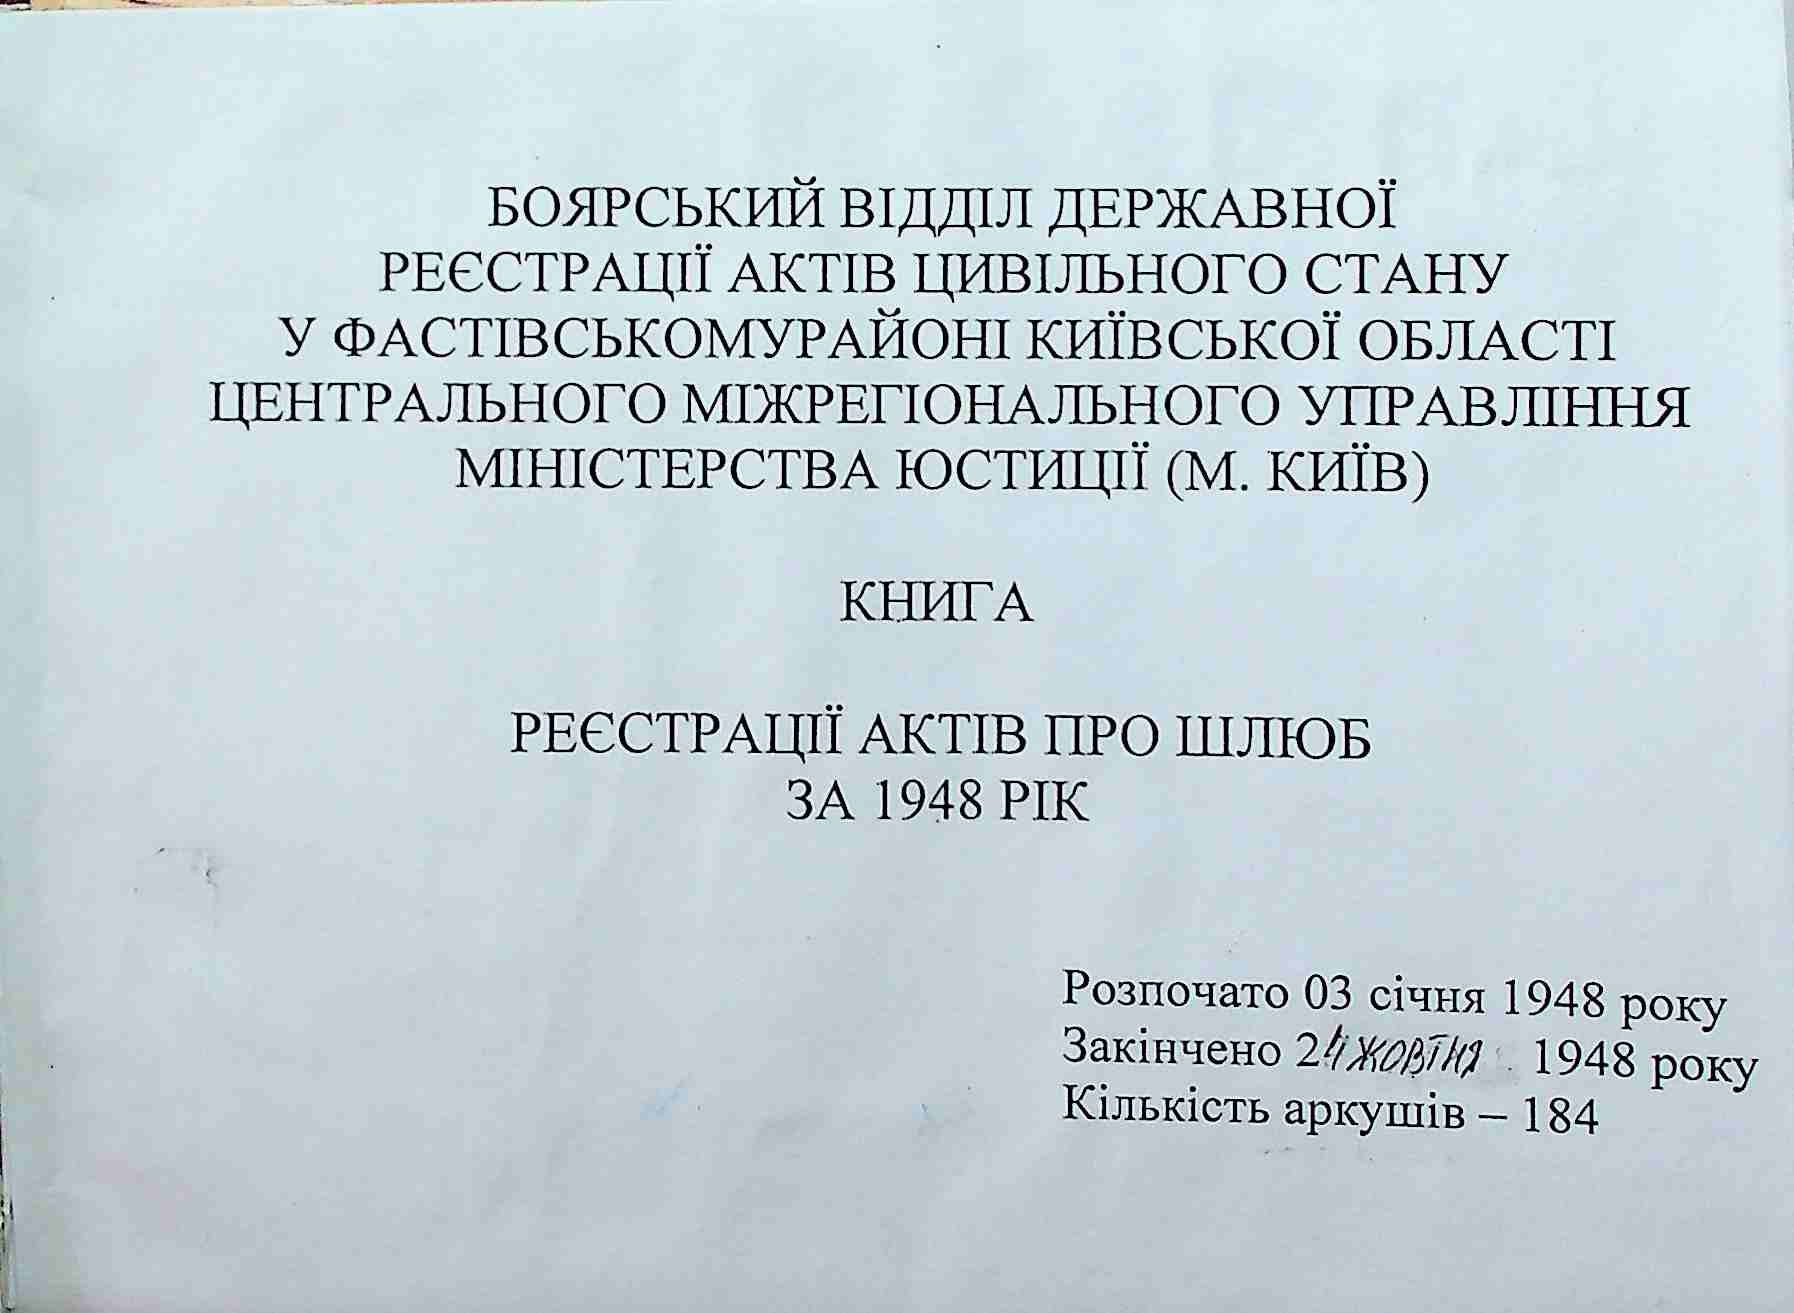 БОЯРСЬКИЙ ВІДДІЛ ДЕРЖАВНОЇ
РЕЄСТРАЦІЇ АКТІВ ЦИВІЛЬНОГО СТАНУ
У ФАСТІВСЬКОМУРАЙОНІ КИЇВСЬКОЇ ОБЛАСТІ
ЦЕНТРАЛЬНОГО МІЖРЕГІОНАЛЬНОГО УПРАВЛІННЯ
МІНІСТЕРСТВА ЮСТИЦІЇ (М. КИЇВ)
КНИГА
РЕЄСТРАЦІЇ АКТІВ ПРО ШЛЮБ
ЗА 1948 РІК
Розпочато 03 січня 1948 року
Закінчено 24 жовтня 1948 року
Кількість аркушів – 184